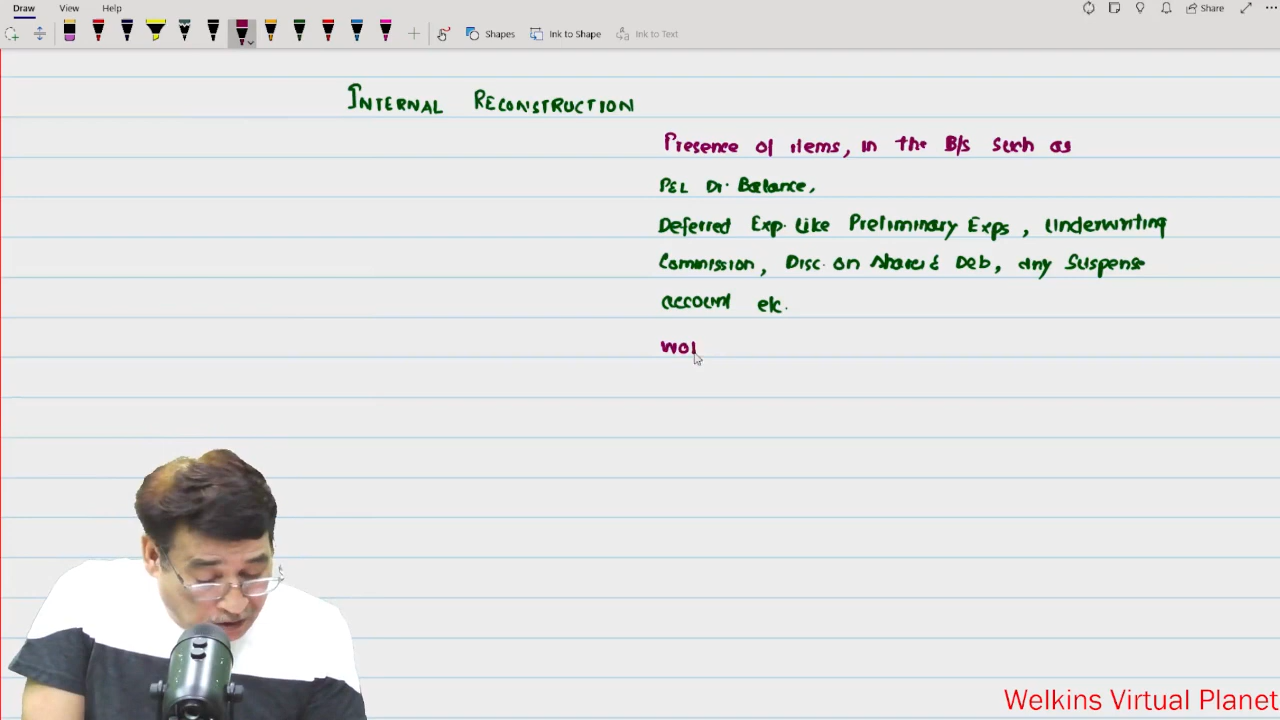 Draw View Help
Shapes Ink to Shape Ink to Text Share
INTERNAL RECONSTRUCTION
Presence of items, in the B/s such as
P&L Dr. Balance,
Deferred Exp. Like Preliminary Exps, Underwriting
Commission, Disc. on Share & Deb, any Suspense
account etc.
wo
Welkins Virtual Planet